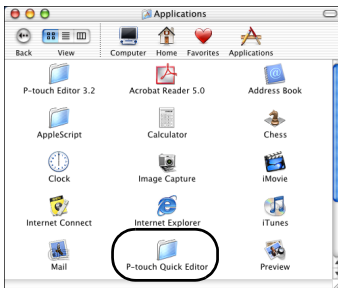 Applications
Back View Computer Home Favorites Applications
P-touch Editor 3.2 Acrobat Reader 5.0 Address Book
AppleScript Calculator Chess
Clock Image Capture iMovie
Internet Connect Internet Explorer iTunes
Mail P-touch Quick Editor Preview